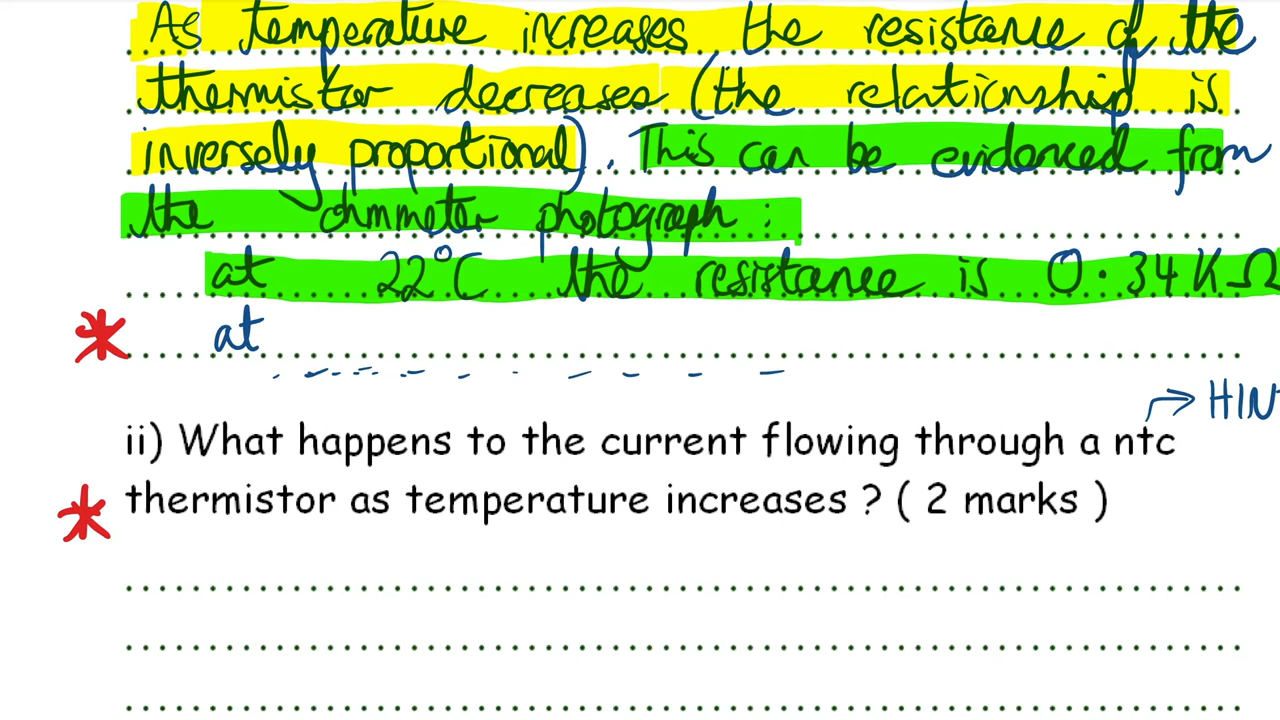 As temperature increases the resistance of the
thermistor decreases (the relationship is
inversely proportional). This can be evidenced from
the ohmmeter photograph :
at 22°C the resistance is 0.34 KΩ
at
→ HIN
ii) What happens to the current flowing through a ntc
thermistor as temperature increases ? ( 2 marks )